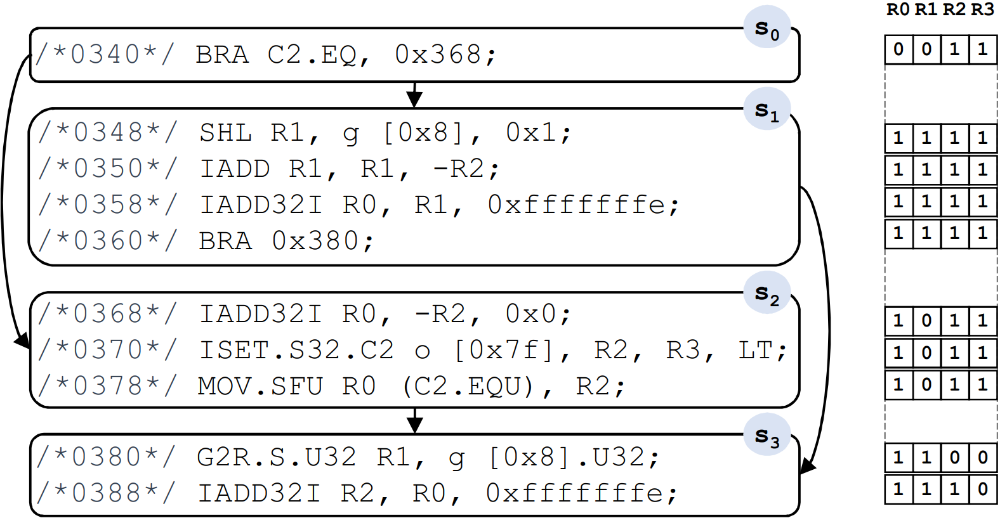 R0 R1 R2 R3
s0
/*0340*/ BRA C2.EQ, 0x368;
0 0 1 1
s1
/*0348*/ SHL R1, g [0x8], 0x1;
1 1 1 1
/*0350*/ IADD R1, R1, -R2;
1 1 1 1
/*0358*/ IADD32I R0, R1, 0xfffffffe;
1 1 1 1
/*0360*/ BRA 0x380;
1 1 1 1
s2
/*0368*/ IADD32I R0, -R2, 0x0;
1 0 1 1
/*0370*/ ISET.S32.C2 o [0x7f], R2, R3, LT;
1 0 1 1
/*0378*/ MOV.SFU R0 (C2.EQU), R2;
1 0 1 1
s3
/*0380*/ G2R.S.U32 R1, g [0x8].U32;
1 1 0 0
/*0388*/ IADD32I R2, R0, 0xfffffffe;
1 1 1 0